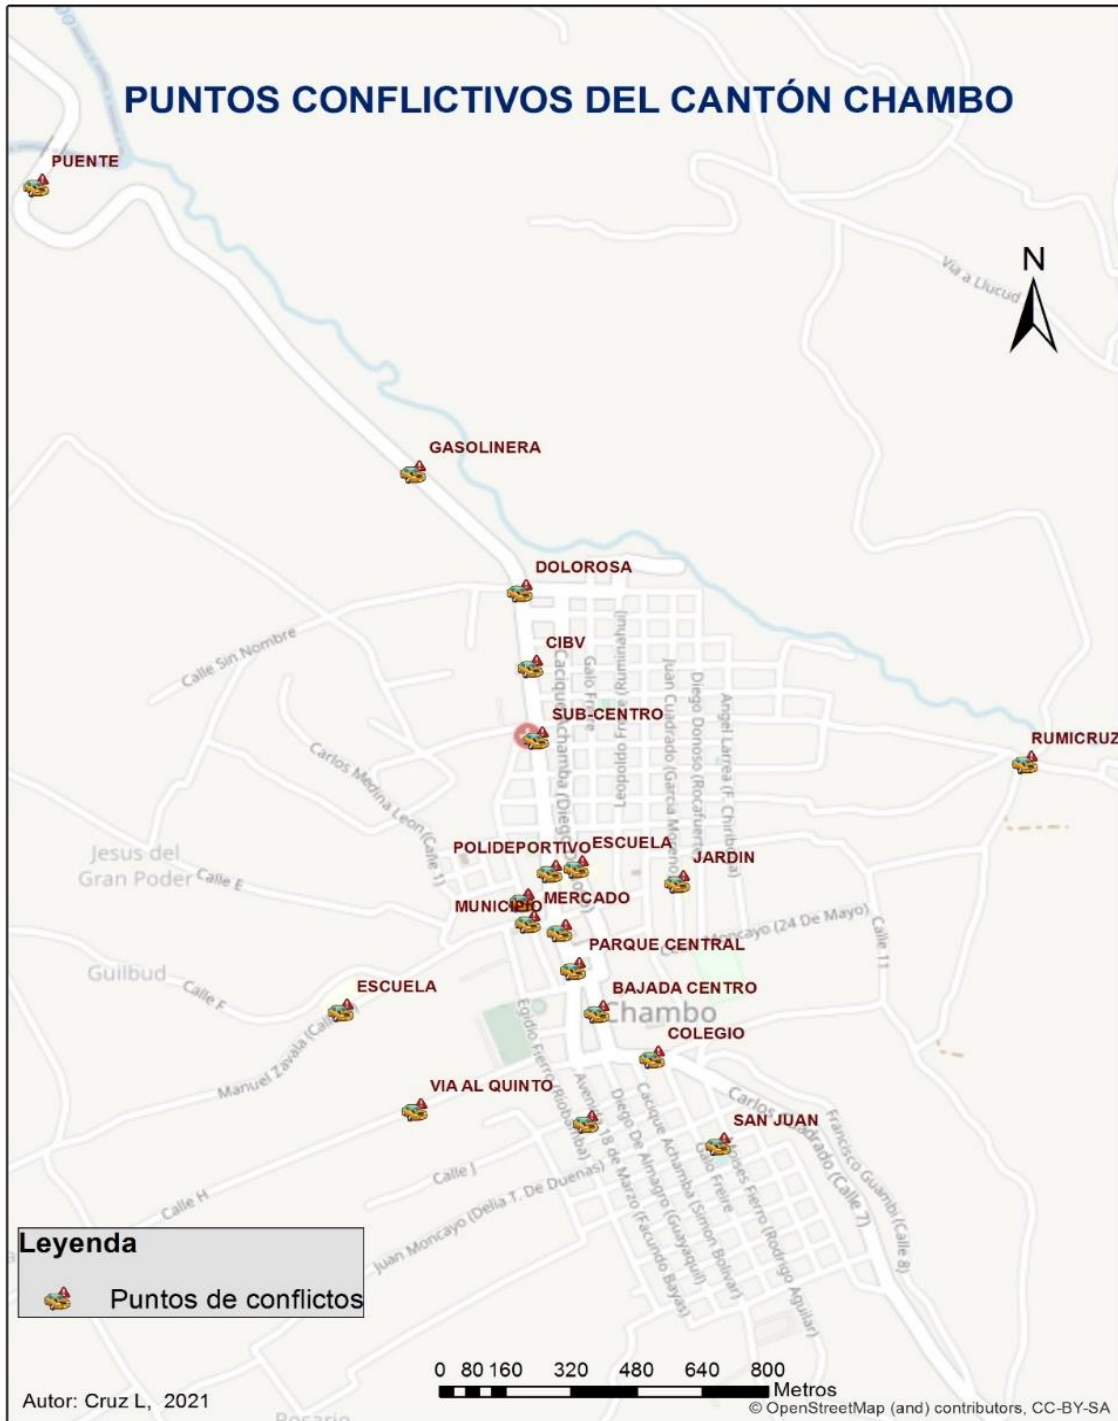 PUNTOS CONFLICTIVOS DEL CANTÓN CHAMBO
PUENTE
N
Via a Llucud
GASOLINERA
DOLOROSA
Calle Sin Nombre
CIBV
Galo Freire
Leopoldo Freire (Ruminahui)
Juan Cuadrado (Garcia Moreno)
Diego Donoso (Rocafuerte)
Angel Larrea (F. Chiriboga)
Cacique Achamba (Diego
SUB-CENTRO
RUMICRUZ
Carlos Medina Leon (Calle 1)
Jesus del
Gran Poder
Calle E
POLIDEPORTIVO
ESCUELA
JARDIN
MERCADO
MUNICIPIO
Moncayo (24 De Mayo)
Calle 11
PARQUE CENTRAL
Guilbud
Calle F
ESCUELA
BAJADA CENTRO
Chambo
COLEGIO
Manuel Zavala
Egidio Fierro (Riobamba)
VIA AL QUINTO
Avenida 18 de Marzo (Facundo Bayas)
Diego De Almagro (Guayaquil)
Cacique Achamba (Simon Bolivar)
SAN JUAN
Galo Freire
Moises Fierro (Rodrigo Aguilar)
Carlos Cuadrado (Calle 7)
Francisco Guambi (Calle 8)
Calle J
Calle H
Juan Moncayo (Delia T. De Duenas)
Leyenda
Puntos de conflictos
0 80 160 320 480 640 800
Metros
Autor: Cruz L, 2021
© OpenStreetMap (and) contributors, CC-BY-SA
Rosario